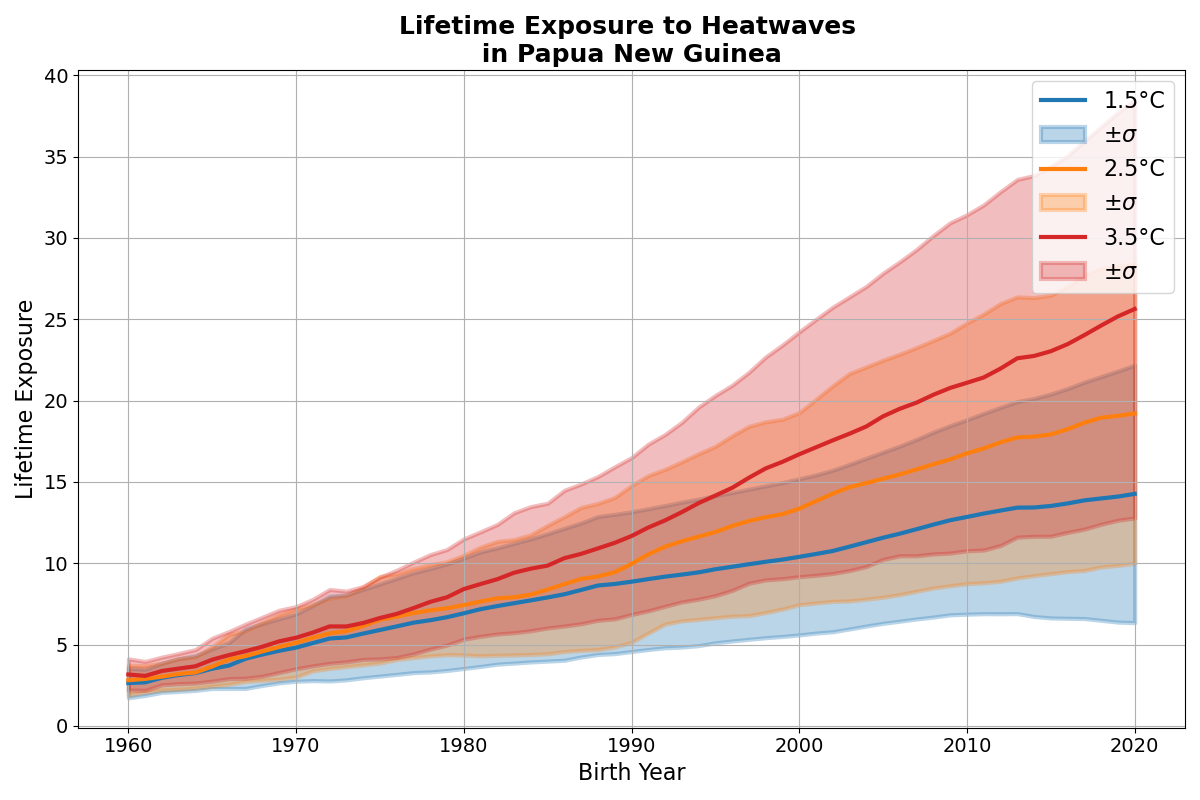 Lifetime Exposure to Heatwaves
in Papua New Guinea
Lifetime Exposure
40
35
30
25
20
15
10
5
0
1.5°C
±σ
2.5°C
±σ
3.5°C
±σ
1960
1970
1980
1990
2000
2010
2020
Birth Year